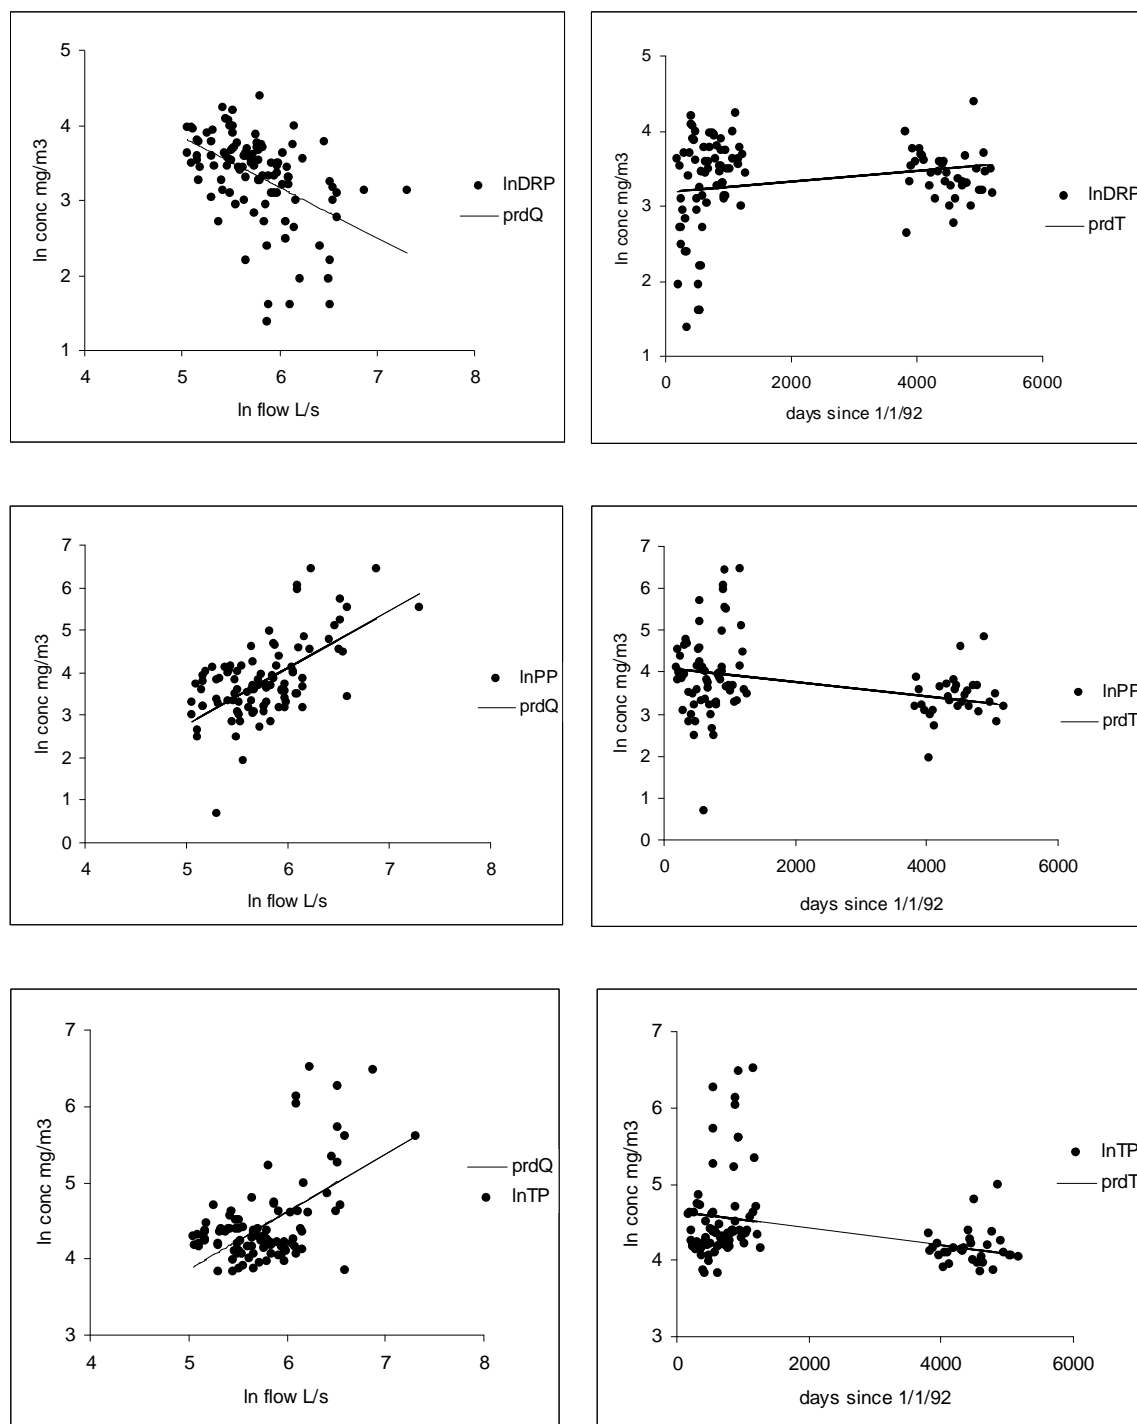 5
4
3
2
1
4 5 6 7 8
ln conc mg/m3
ln flow L/s
lnDRP
prdQ
5
4
3
2
1
0 2000 4000 6000
ln conc mg/m3
days since 1/1/92
lnDRP
prdT
7
6
5
4
3
2
1
0
4 5 6 7 8
ln conc mg/m3
ln flow L/s
lnPP
prdQ
7
6
5
4
3
2
1
0
0 2000 4000 6000
ln conc mg/m3
days since 1/1/92
lnPP
prdT
7
6
5
4
3
4 5 6 7 8
ln conc mg/m3
ln flow L/s
prdQ
lnTP
7
6
5
4
3
0 2000 4000 6000
ln conc mg/m3
days since 1/1/92
lnTP
prdT